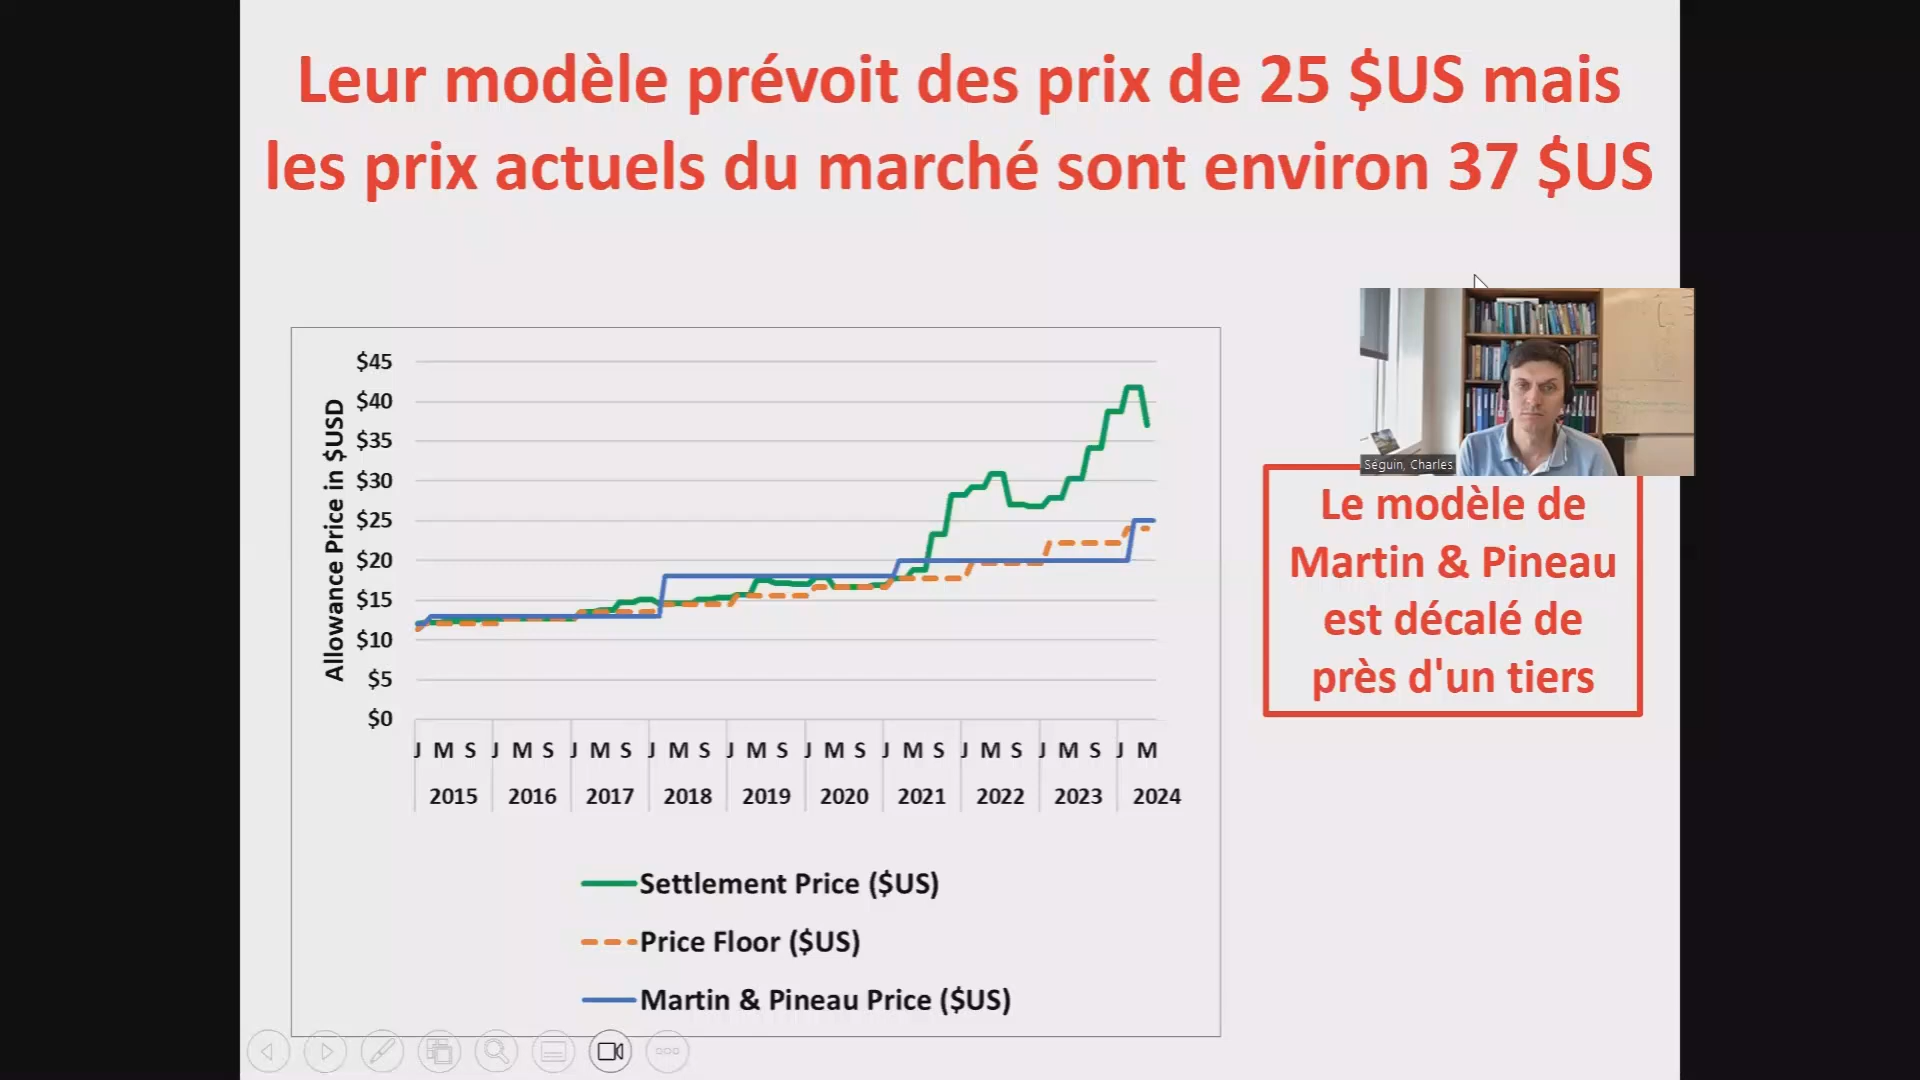 Leur modèle prévoit des prix de 25 $US mais
les prix actuels du marché sont environ 37 $US
Allowance Price in $USD
$45
$40
$35
$30
$25
$20
$15
$10
$5
$0
J M S J M S J M S J M S J M S J M S J M S J M S J M S J M
2015 2016 2017 2018 2019 2020 2021 2022 2023 2024
Settlement Price ($US)
Price Floor ($US)
Martin & Pineau Price ($US)
Séguin, Charles
Le modèle de
Martin & Pineau
est décalé de
près d'un tiers